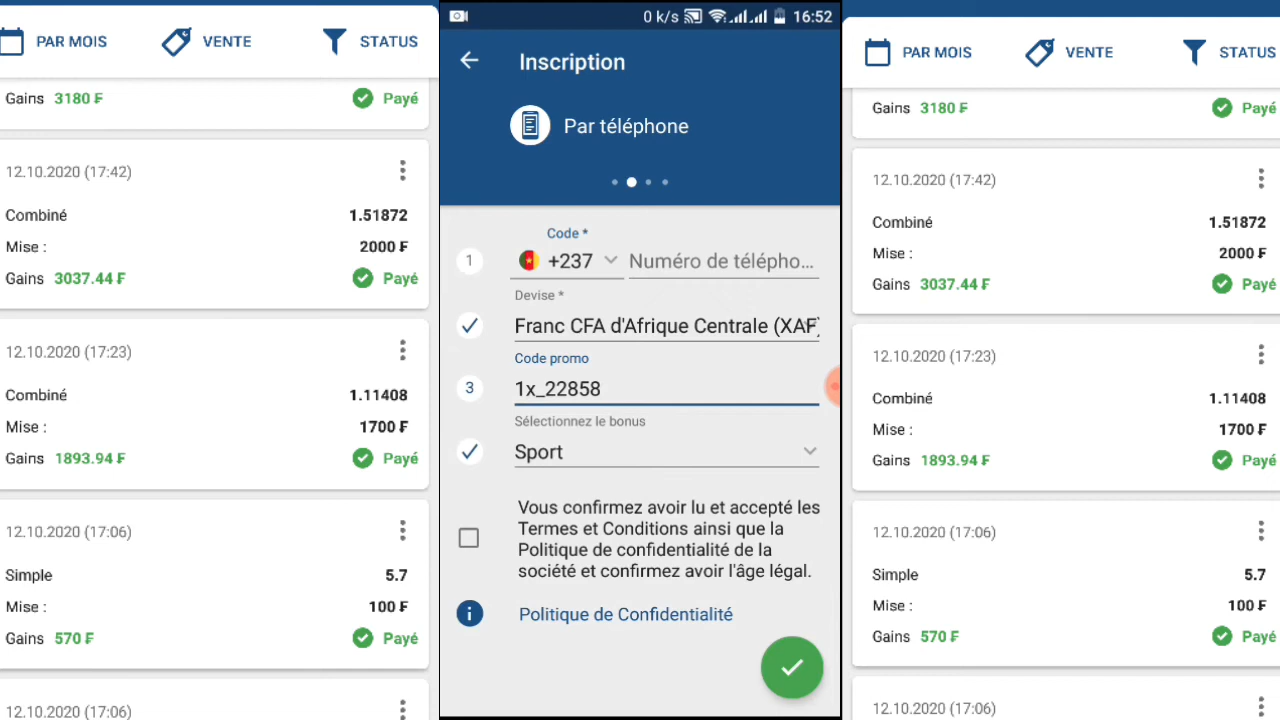 PAR MOIS VENTE STATUS
Gains 3180 ₣ Payé
12.10.2020 (17:42)
Combiné 1.51872
Mise : 2000 ₣
Gains 3037.44 ₣ Payé
12.10.2020 (17:23)
Combiné 1.11408
Mise : 1700 ₣
Gains 1893.94 ₣ Payé
12.10.2020 (17:06)
Simple 5.7
Mise : 100 ₣
Gains 570 ₣ Payé
12.10.2020 (17:06)
0 k/s 16:52
Inscription
Par téléphone
Code *
1 +237 Numéro de télépho...
Devise *
Franc CFA d'Afrique Centrale (XAF)
Code promo
3 1x_22858
Sélectionnez le bonus
Sport
Vous confirmez avoir lu et accepté les
Termes et Conditions ainsi que la
Politique de confidentialité de la
société et confirmez avoir l'âge légal.
Politique de Confidentialité
PAR MOIS VENTE STATUS
Gains 3180 ₣ Payé
12.10.2020 (17:42)
Combiné 1.51872
Mise : 2000 ₣
Gains 3037.44 ₣ Payé
12.10.2020 (17:23)
Combiné 1.11408
Mise : 1700 ₣
Gains 1893.94 ₣ Payé
12.10.2020 (17:06)
Simple 5.7
Mise : 100 ₣
Gains 570 ₣ Payé
12.10.2020 (17:06)